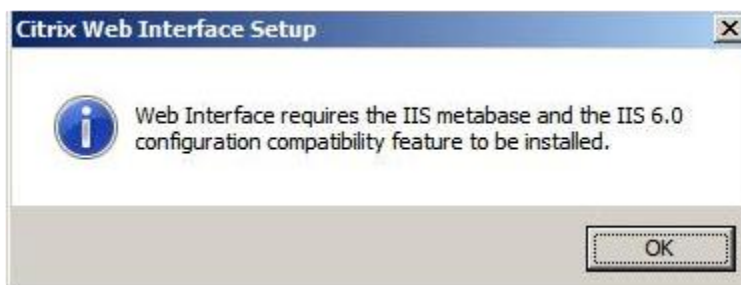 Citrix Web Interface Setup
Web Interface requires the IIS metabase and the IIS 6.0
configuration compatibility feature to be installed.
OK